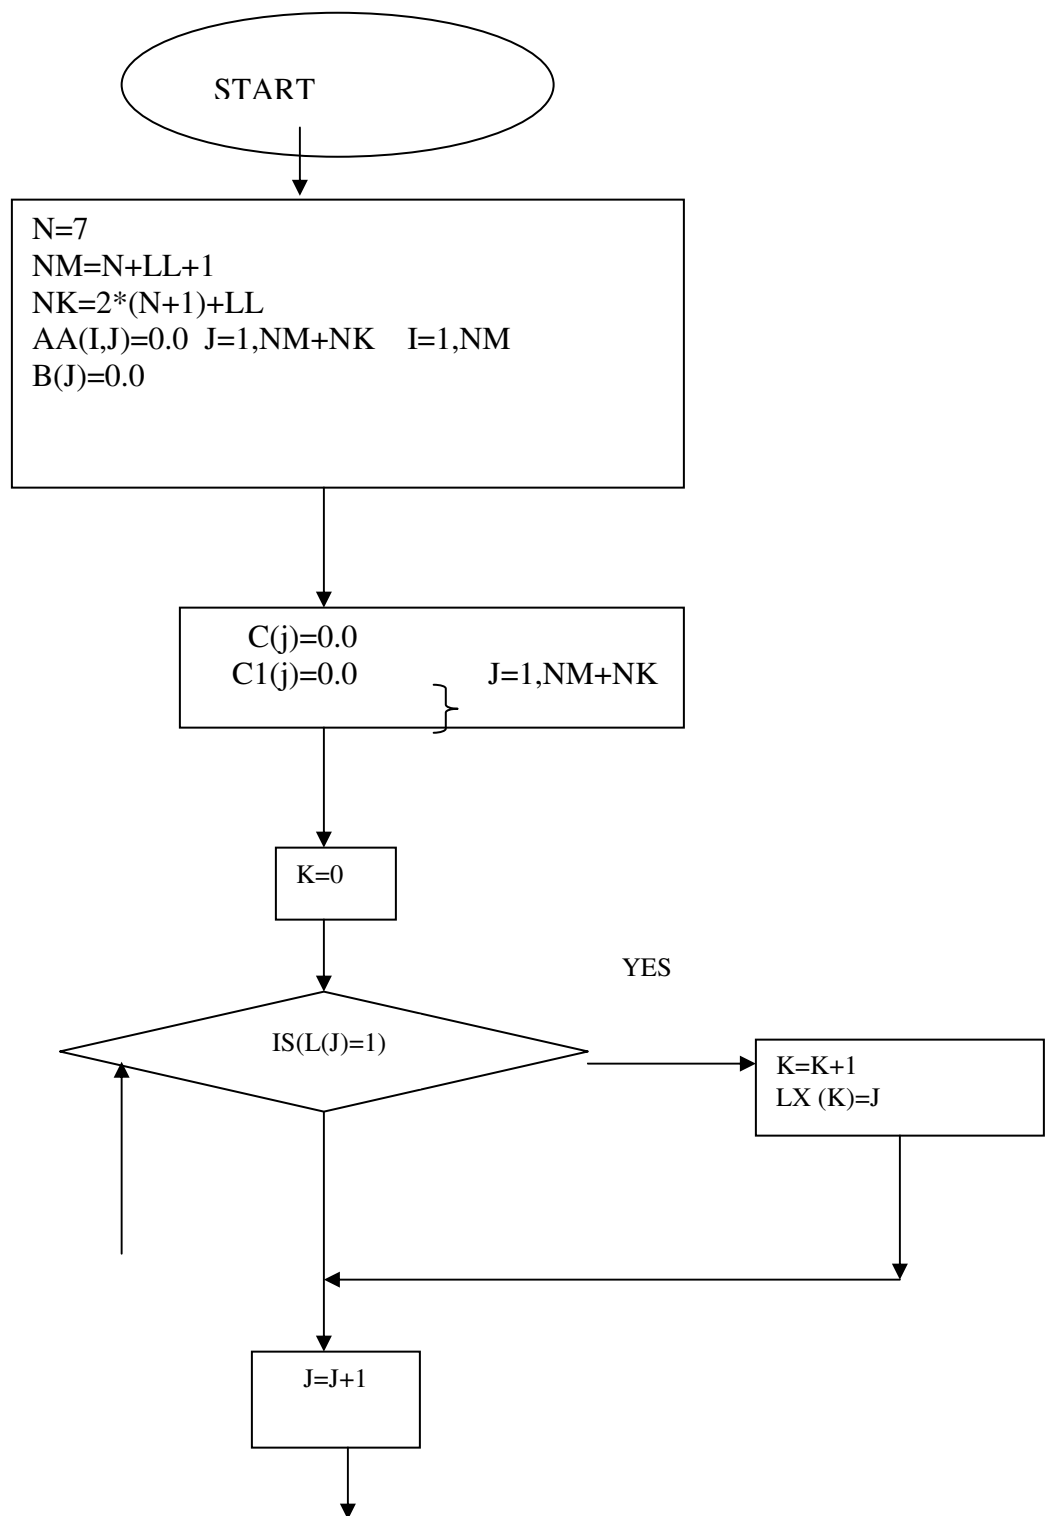 START
N=7
NM=N+LL+1
NK=2*(N+1)+LL
AA(I,J)=0.0 J=1,NM+NK I=1,NM
B(J)=0.0
C(j)=0.0
C1(j)=0.0 J=1,NM+NK
K=0
YES
IS(L(J)=1)
K=K+1
LX (K)=J
J=J+1